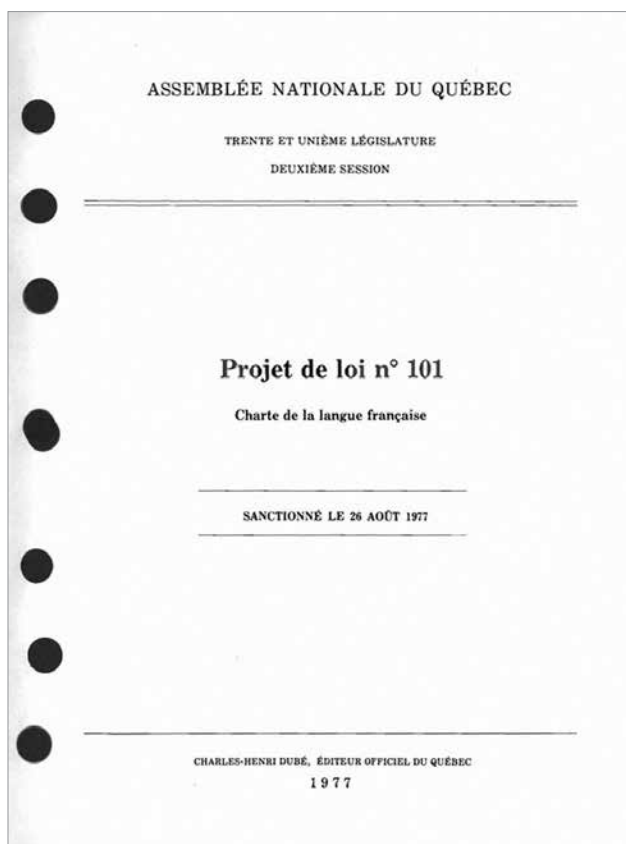 ASSEMBLÉE NATIONALE DU QUÉBEC
TRENTE ET UNIÈME LÉGISLATURE
DEUXIÈME SESSION
Projet de loi n° 101
Charte de la langue française
SANCTIONNÉ LE 26 AOÛT 1977
CHARLES-HENRI DUBÉ, ÉDITEUR OFFICIEL DU QUÉBEC
1977